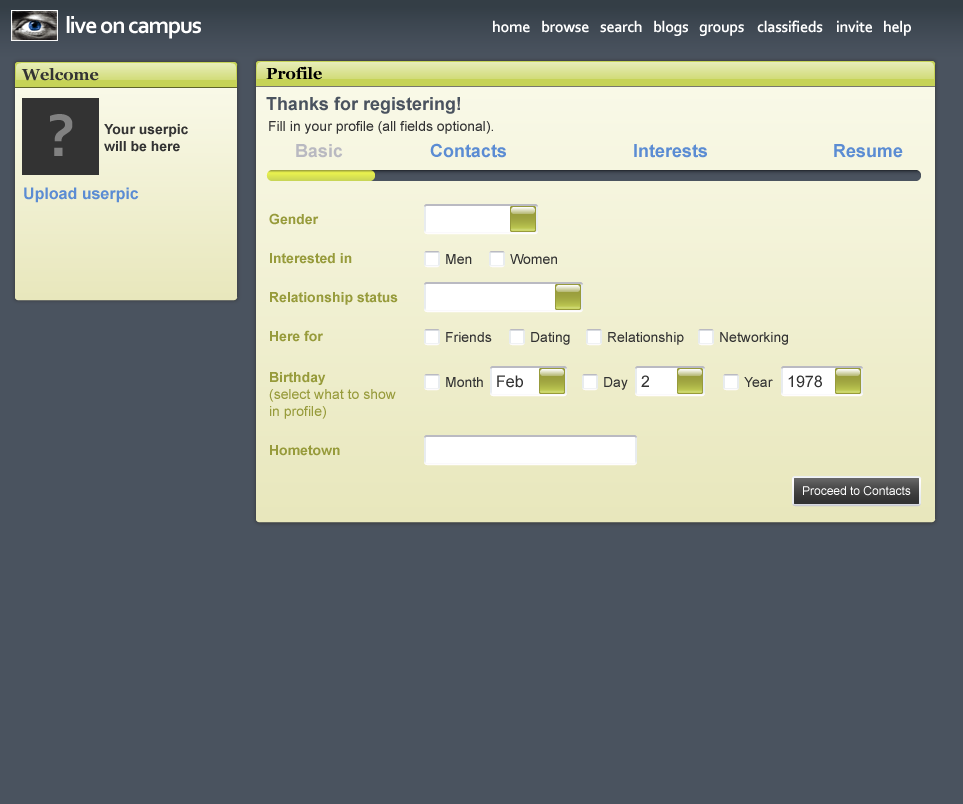 live on campus
home browse search blogs groups classifieds invite help
Welcome
?
Your userpic
will be here
Upload userpic
Profile
Thanks for registering!
Fill in your profile (all fields optional).
Basic Contacts Interests Resume
Gender
Interested in Men Women
Relationship status
Here for Friends Dating Relationship Networking
Birthday Month Feb Day 2 Year 1978
(select what to show
in profile)
Hometown
Proceed to Contacts